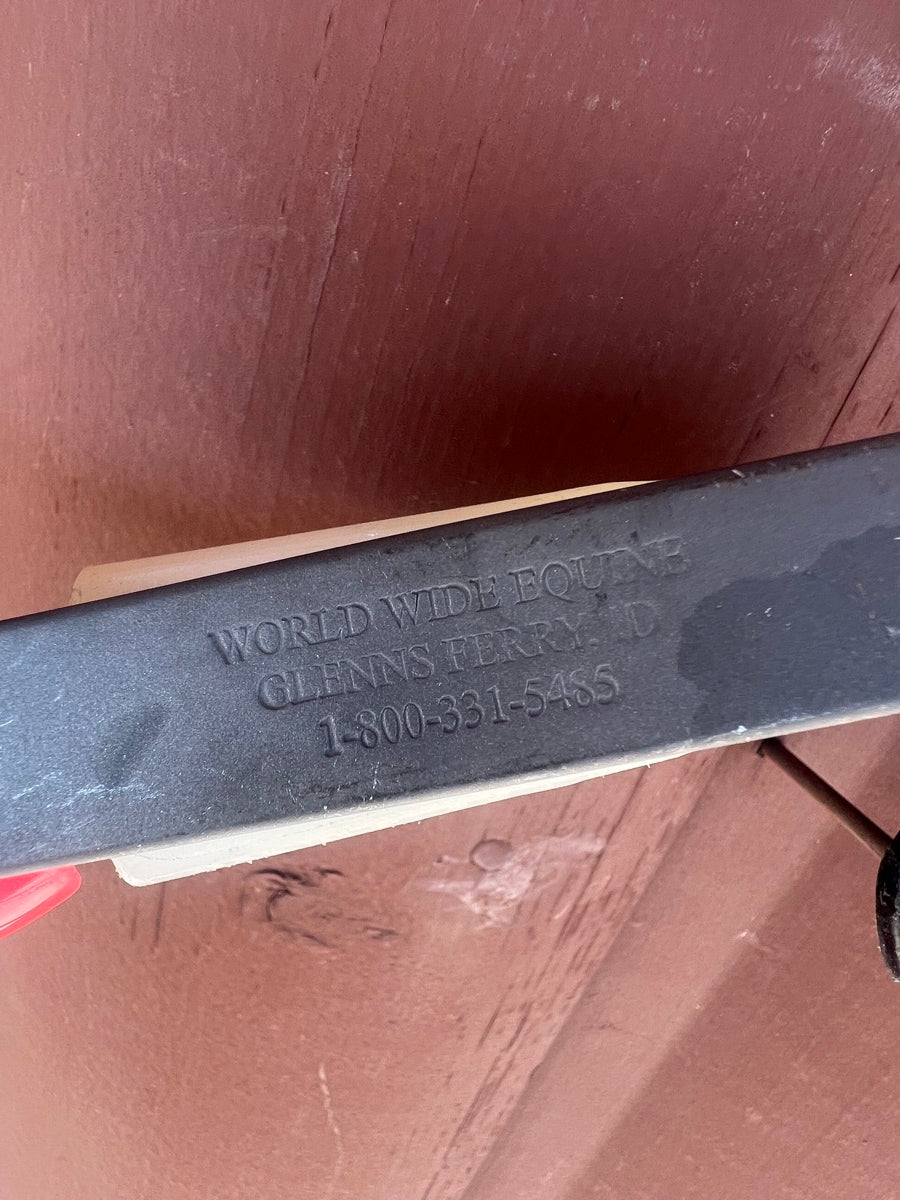 WORLD WIDE EQUINE
GLENNS FERRY, ID
1-800-331-5485